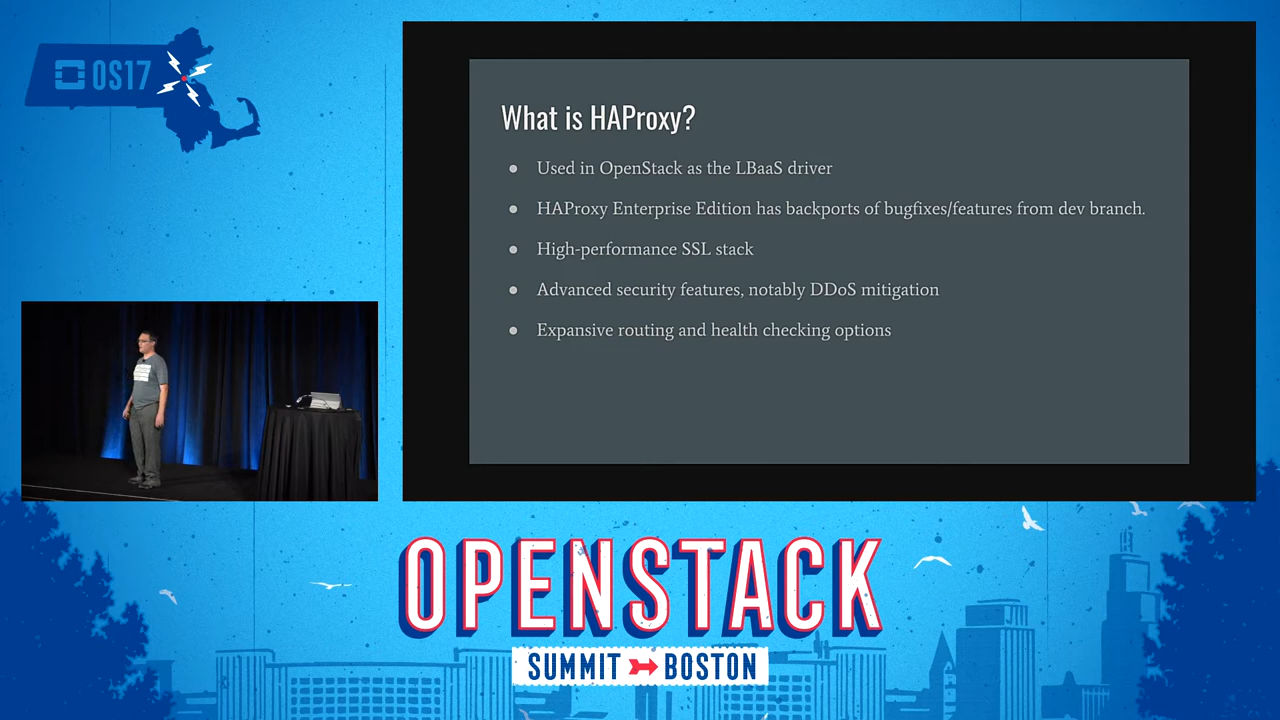 OS17
What is HAProxy?
● Used in OpenStack as the LBaaS driver
● HAProxy Enterprise Edition has backports of bugfixes/features from dev branch.
● High-performance SSL stack
● Advanced security features, notably DDoS mitigation
● Expansive routing and health checking options
OPENSTACK
SUMMIT BOSTON